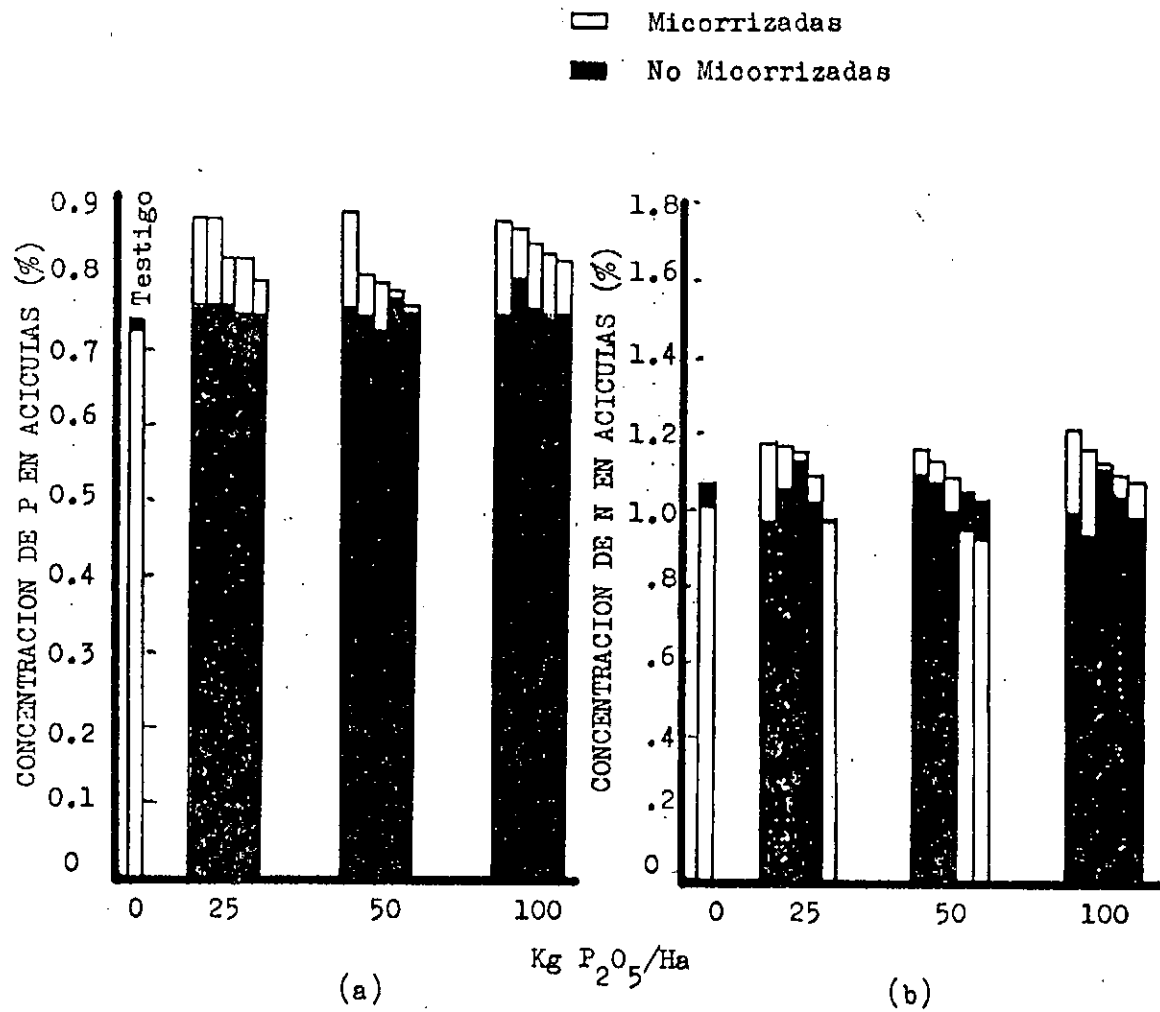 Micorrizadas
No Micorrizadas
CONCENTRACION DE P EN ACICULAS (%)
0.9
0.8
0.7
0.6
0.5
0.4
0.3
0.2
0.1
0
Testigo
0 25 50 100
(a)
CONCENTRACION DE N EN ACICULAS (%)
1.8
1.6
1.4
1.2
1.0
.8
.6
.4
.2
0
0 25 50 100
(b)
Kg P2O5/Ha